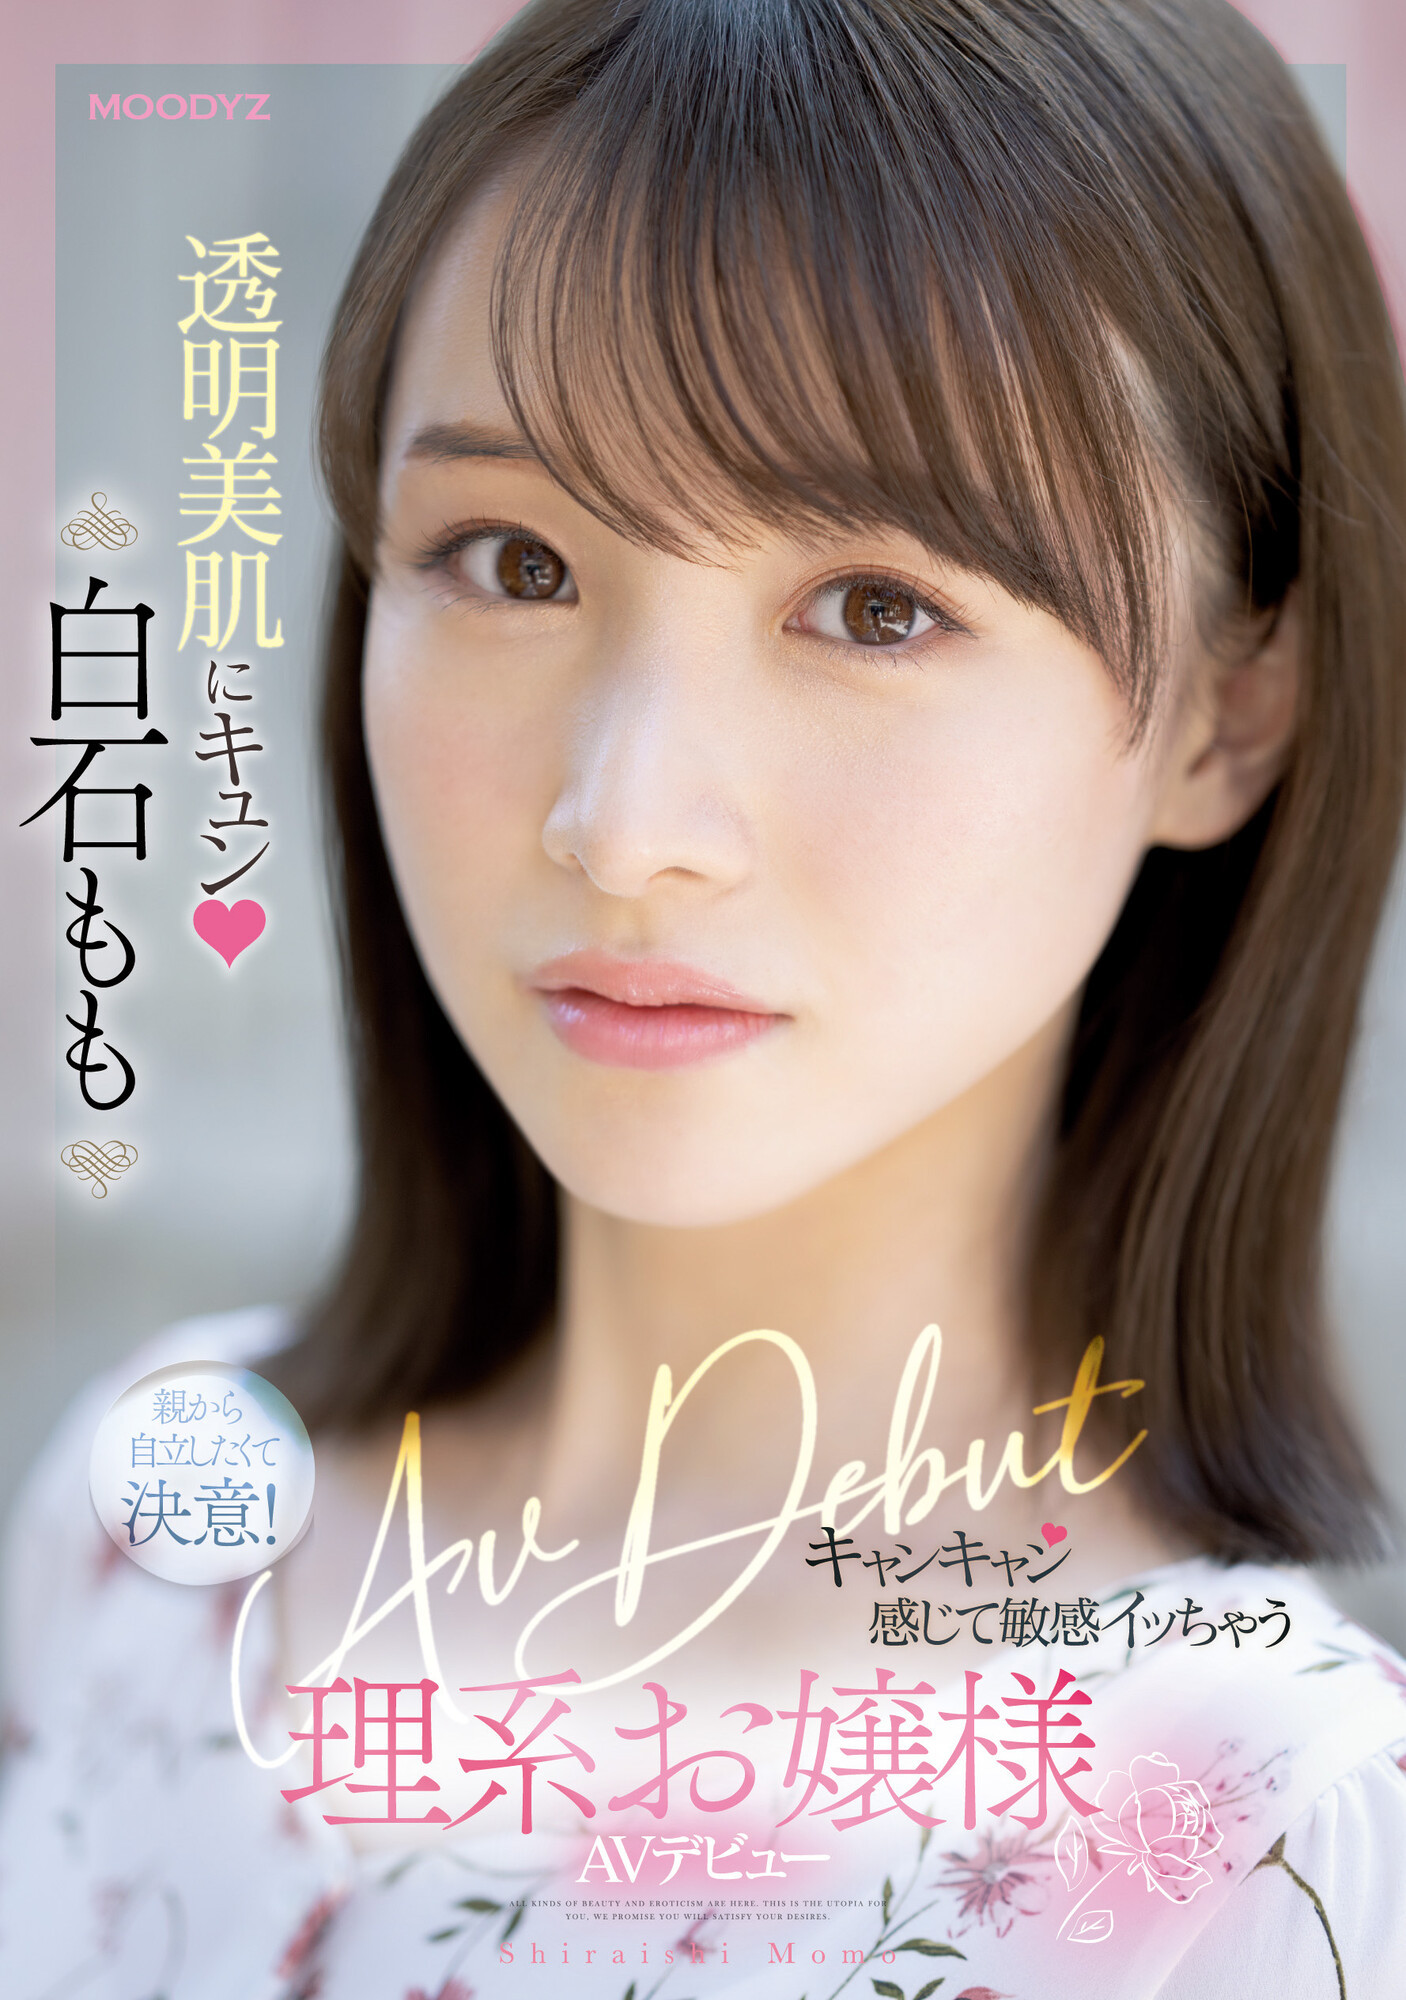 MOODYZ
透明美肌にキュン♥
白石もも
親から
自立したくて
決意!
Av Debut
キャンキャン♥
感じて敏感イッちゃう
理系お嬢様
AVデビュー
ALL KINDS OF BEAUTY AND EROTICISM ARE HERE. THIS IS THE UTOPIA FOR
YOU, WE PROMISE YOU WILL SATISFY YOUR DESIRES.
Shiraishi Momo